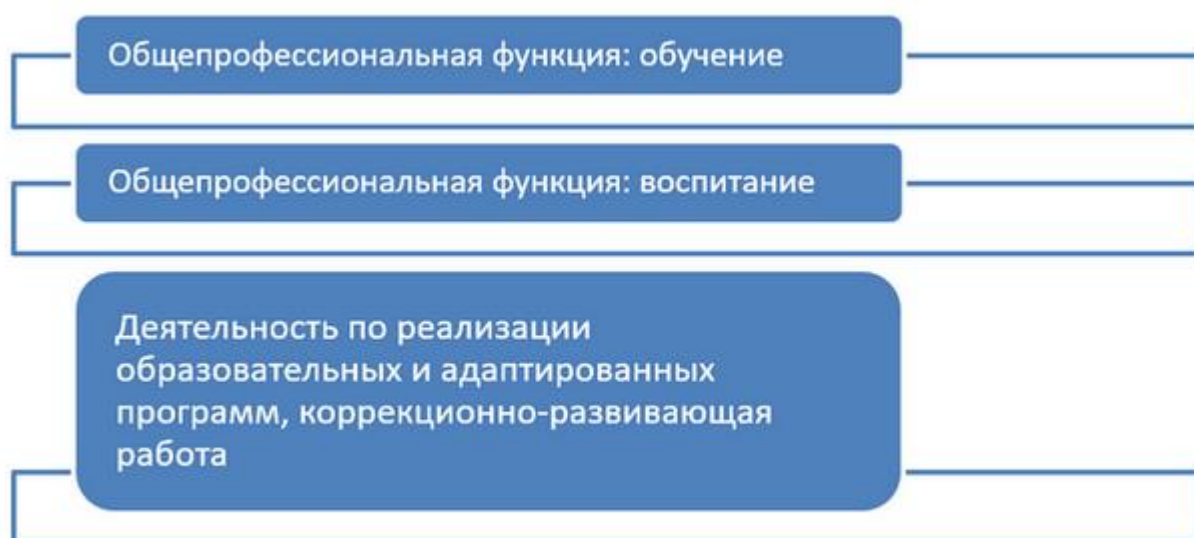 Общепрофессиональная функция: обучение
Общепрофессиональная функция: воспитание
Деятельность по реализации
образовательных и адаптированных
программ, коррекционно-развивающая
работа